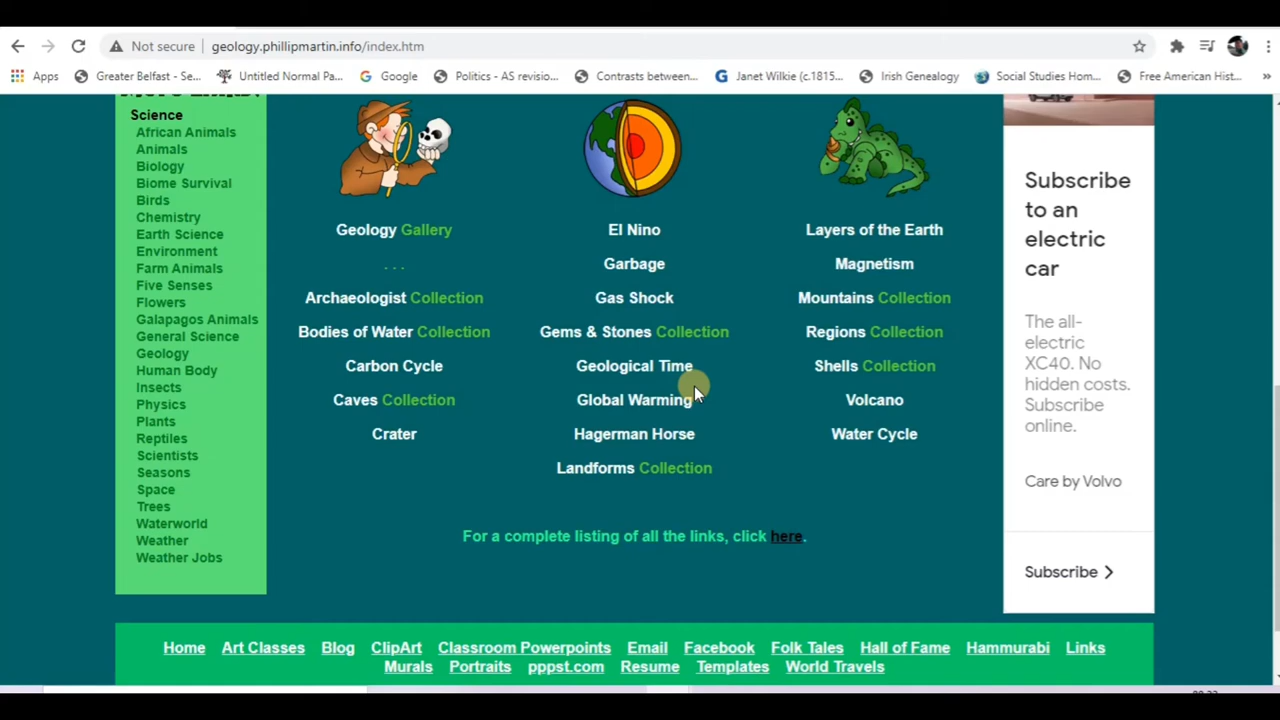 Not secure
geology.phillipmartin.info/index.htm
Apps
Greater Belfast - Se...
Untitled Normal Pa...
Google
Politics - AS revisio...
Contrasts between...
Janet Wilkie (c.1815...
Irish Genealogy
Social Studies Hom...
Free American Hist...
Science
African Animals
Animals
Biology
Biome Survival
Birds
Chemistry
Earth Science
Environment
Farm Animals
Five Senses
Flowers
Galapagos Animals
General Science
Geology
Human Body
Insects
Physics
Plants
Reptiles
Scientists
Seasons
Space
Trees
Waterworld
Weather
Weather Jobs
Geology Gallery
. . .
Archaeologist Collection
Bodies of Water Collection
Carbon Cycle
Caves Collection
Crater
El Nino
Garbage
Gas Shock
Gems & Stones Collection
Geological Time
Global Warming
Hagerman Horse
Landforms Collection
Layers of the Earth
Magnetism
Mountains Collection
Regions Collection
Shells Collection
Volcano
Water Cycle
For a complete listing of all the links, click here.
Subscribe
to an
electric
car
The all-
electric
XC40. No
hidden costs.
Subscribe
online.
Care by Volvo
Subscribe
Home Art Classes Blog ClipArt Classroom Powerpoints Email Facebook Folk Tales Hall of Fame Hammurabi Links
Murals Portraits pppst.com Resume Templates World Travels